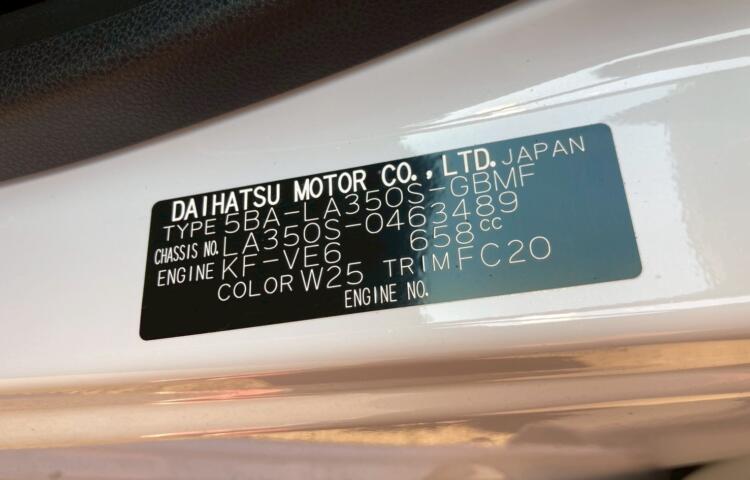 DAIHATSU MOTOR CO., LTD. JAPAN
TYPE 5BA-LA350S-GBMF
CHASSIS NO. LA350S-0463489
ENGINE KF-VE6 658cc
COLOR W25 TRIM FC20
ENGINE NO.